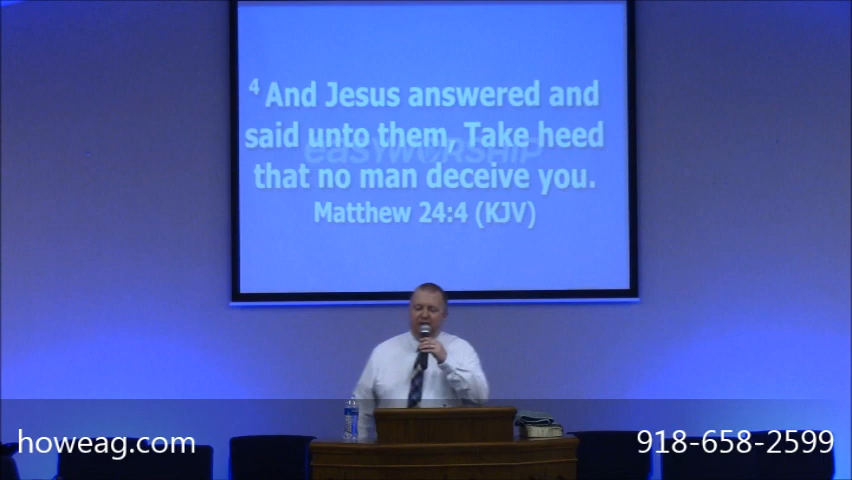 4 And Jesus answered and
said unto them, Take heed
easyworship
that no man deceive you.
Matthew 24:4 (KJV)
howeag.com
918-658-2599